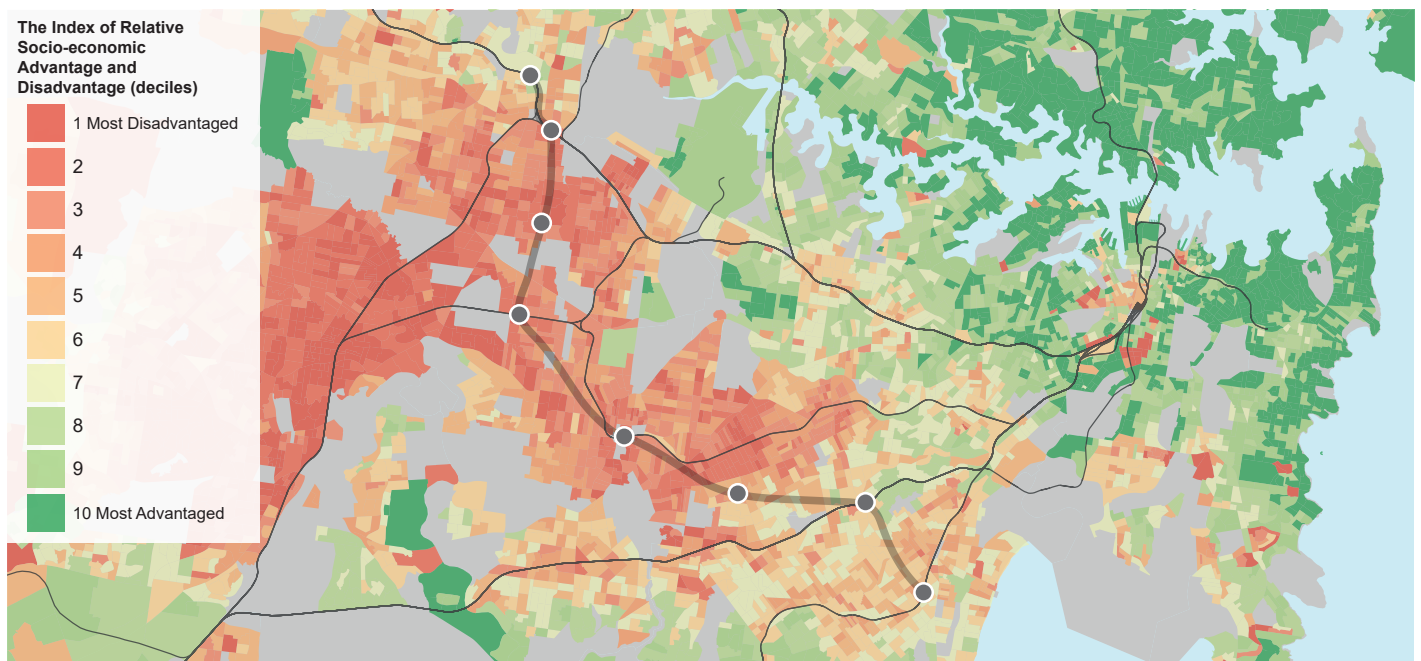 The Index of Relative
Socio-economic
Advantage and
Disadvantage (deciles)
1 Most Disadvantaged
2
3
4
5
6
7
8
9
10 Most Advantaged